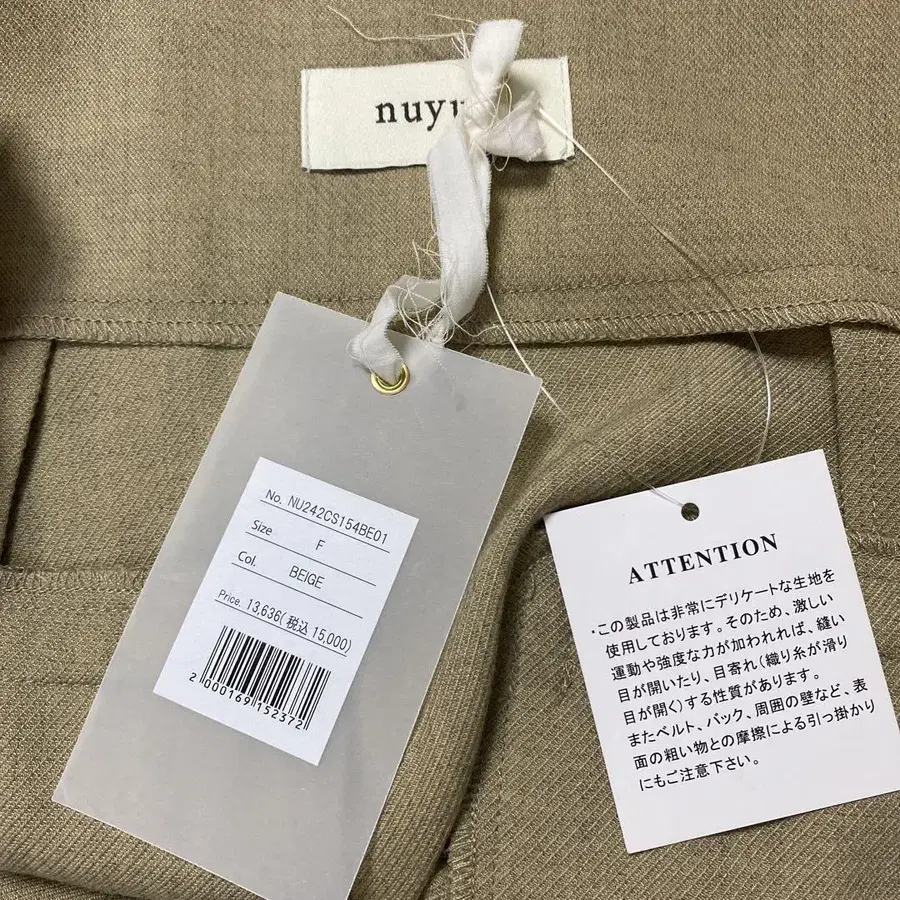 No. NU242CS154BE01
Size F
Col. BEIGE
Price. 13,636(税込 15,000)
2 000169 152372
ATTENTION
・この製品は非常にデリケートな生地を
使用しております。そのため、激しい
運動や強度な力が加われれば、縫い
目が開いたり、目寄れ(織り糸が滑り
目が開く)する性質があります。
またベルト、バック、周囲の壁など、表
面の粗い物との摩擦による引っ掛かり
にもご注意下さい。